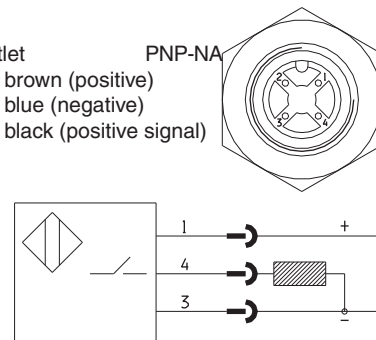 tlet PNP-NA
brown (positive)
blue (negative)
black (positive signal)
2 1
3 4
1 +
4
3 −